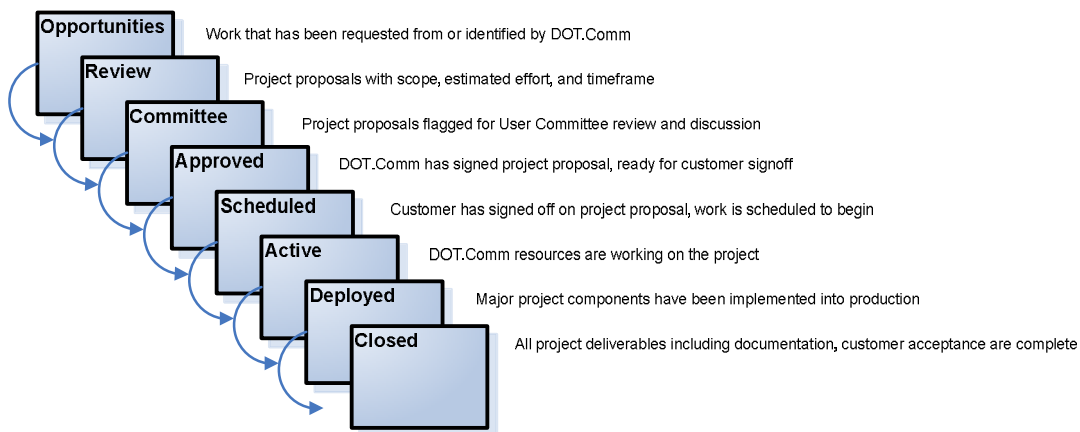 Opportunities
Work that has been requested from or identified by DOT.Comm
Review
Project proposals with scope, estimated effort, and timeframe
Committee
Project proposals flagged for User Committee review and discussion
Approved
DOT.Comm has signed project proposal, ready for customer signoff
Scheduled
Customer has signed off on project proposal, work is scheduled to begin
Active
DOT.Comm resources are working on the project
Deployed
Major project components have been implemented into production
Closed
All project deliverables including documentation, customer acceptance are complete